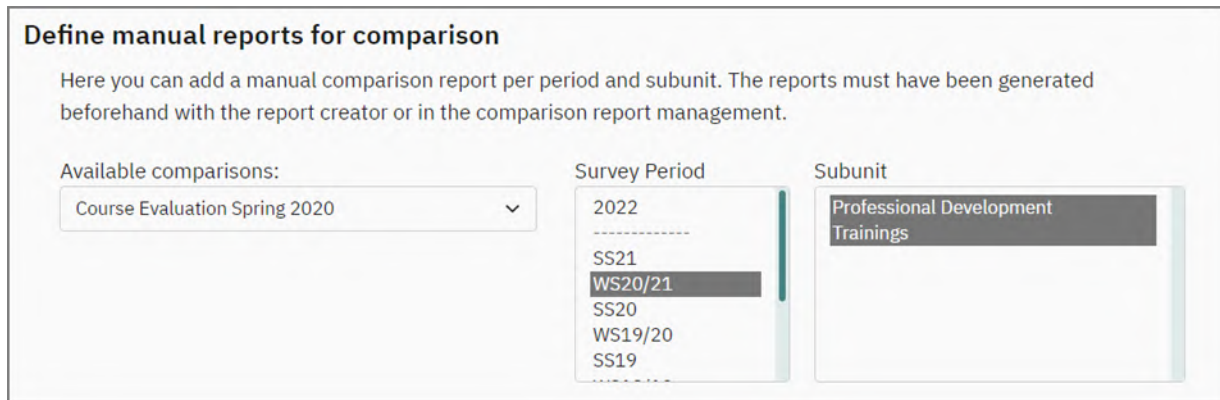 Define manual reports for comparison
Here you can add a manual comparison report per period and subunit. The reports must have been generated
beforehand with the report creator or in the comparison report management.
Available comparisons:
Course Evaluation Spring 2020
Survey Period
2022
-------------
SS21
WS20/21
SS20
WS19/20
SS19
Subunit
Professional Development
Trainings